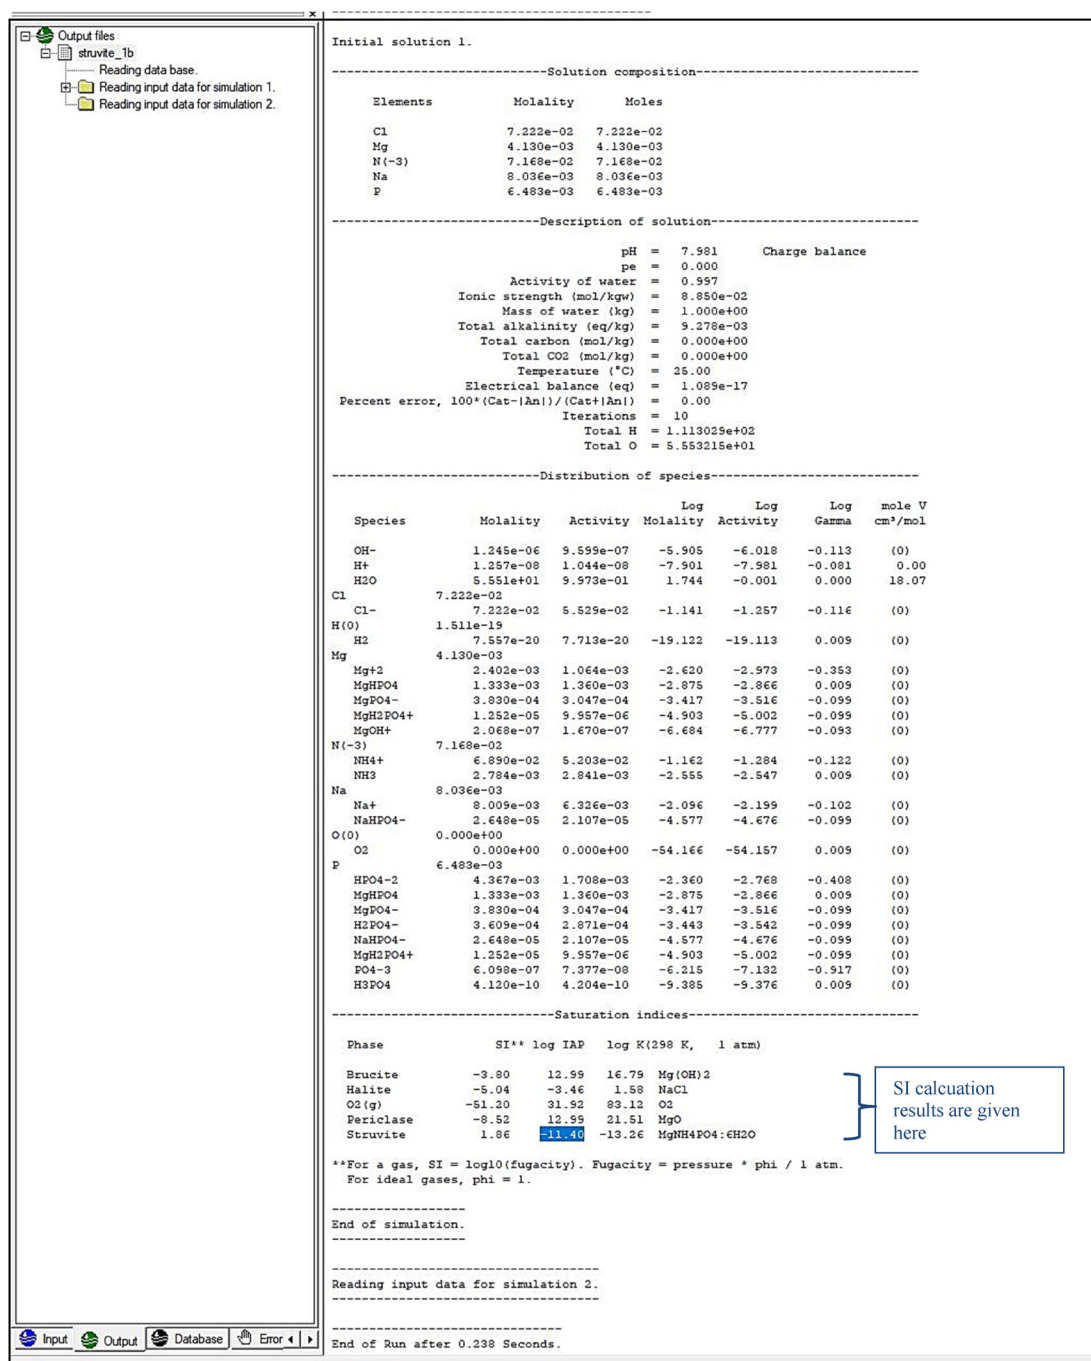 Output files
struvite_1b
Reading data base.
Reading input data for simulation 1.
Reading input data for simulation 2.
Input Output Database Error
-------------------------------------------
Initial solution 1.
-----------------------------Solution composition------------------------------
Elements Molality Moles
Cl 7.222e-02 7.222e-02
Mg 4.130e-03 4.130e-03
N(-3) 7.168e-02 7.168e-02
Na 8.036e-03 8.036e-03
P 6.483e-03 6.483e-03
----------------------------Description of solution----------------------------
pH = 7.981 Charge balance
pe = 0.000
Activity of water = 0.997
Ionic strength (mol/kgw) = 8.850e-02
Mass of water (kg) = 1.000e+00
Total alkalinity (eq/kg) = 9.278e-03
Total carbon (mol/kg) = 0.000e+00
Total CO2 (mol/kg) = 0.000e+00
Temperature (°C) = 25.00
Electrical balance (eq) = 1.089e-17
Percent error, 100*(Cat-|An|)/(Cat+|An|) = 0.00
Iterations = 10
Total H = 1.113029e+02
Total O = 5.553215e+01
----------------------------Distribution of species----------------------------
Log Log Log mole V
Species Molality Activity Molality Activity Gamma cm³/mol
OH- 1.245e-06 9.599e-07 -5.905 -6.018 -0.113 (0)
H+ 1.257e-08 1.044e-08 -7.901 -7.981 -0.081 0.00
H2O 5.551e+01 9.973e-01 1.744 -0.001 0.000 18.07
Cl 7.222e-02
Cl- 7.222e-02 5.529e-02 -1.141 -1.257 -0.116 (0)
H(0) 1.511e-19
H2 7.557e-20 7.713e-20 -19.122 -19.113 0.009 (0)
Mg 4.130e-03
Mg+2 2.402e-03 1.064e-03 -2.620 -2.973 -0.353 (0)
MgHPO4 1.333e-03 1.360e-03 -2.875 -2.866 0.009 (0)
MgPO4- 3.830e-04 3.047e-04 -3.417 -3.516 -0.099 (0)
MgH2PO4+ 1.252e-05 9.957e-06 -4.903 -5.002 -0.099 (0)
MgOH+ 2.068e-07 1.670e-07 -6.684 -6.777 -0.093 (0)
N(-3) 7.168e-02
NH4+ 6.890e-02 5.203e-02 -1.162 -1.284 -0.122 (0)
NH3 2.784e-03 2.841e-03 -2.555 -2.547 0.009 (0)
Na 8.036e-03
Na+ 8.009e-03 6.326e-03 -2.096 -2.199 -0.102 (0)
NaHPO4- 2.648e-05 2.107e-05 -4.577 -4.676 -0.099 (0)
O(0) 0.000e+00
O2 0.000e+00 0.000e+00 -54.166 -54.157 0.009 (0)
P 6.483e-03
HPO4-2 4.367e-03 1.708e-03 -2.360 -2.768 -0.408 (0)
MgHPO4 1.333e-03 1.360e-03 -2.875 -2.866 0.009 (0)
MgPO4- 3.830e-04 3.047e-04 -3.417 -3.516 -0.099 (0)
H2PO4- 3.609e-04 2.871e-04 -3.443 -3.542 -0.099 (0)
NaHPO4- 2.648e-05 2.107e-05 -4.577 -4.676 -0.099 (0)
MgH2PO4+ 1.252e-05 9.957e-06 -4.903 -5.002 -0.099 (0)
PO4-3 6.098e-07 7.377e-08 -6.215 -7.132 -0.917 (0)
H3PO4 4.120e-10 4.204e-10 -9.385 -9.376 0.009 (0)
------------------------------Saturation indices-------------------------------
Phase SI** log IAP log K(298 K, 1 atm)
Brucite -3.80 12.99 16.79 Mg(OH)2
Halite -5.04 -3.46 1.58 NaCl
O2(g) -51.20 31.92 83.12 O2
Periclase -8.52 12.99 21.51 MgO
Struvite 1.86 -11.40 -13.26 MgNH4PO4:6H2O
SI calcuation
results are given
here
**For a gas, SI = log10(fugacity). Fugacity = pressure * phi / 1 atm.
For ideal gases, phi = 1.
------------------
End of simulation.
------------------
------------------------------------
Reading input data for simulation 2.
------------------------------------
-------------------------------
End of Run after 0.238 Seconds.